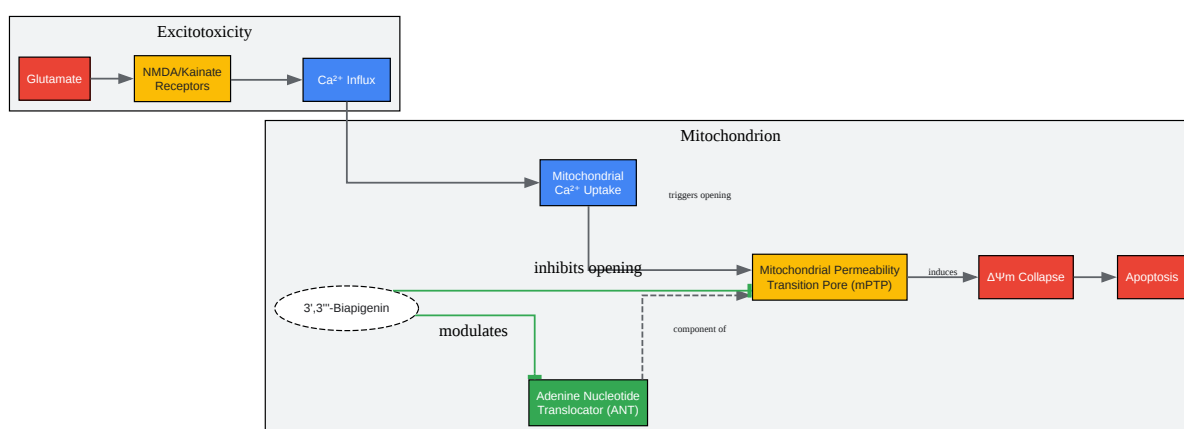 Excitotoxicity
Glutamate
NMDA/Kainate
Receptors
Ca²⁺ Influx
Mitochondrion
Mitochondrial
Ca²⁺ Uptake
triggers opening
inhibits opening
Mitochondrial Permeability
Transition Pore (mPTP)
induces
ΔΨm Collapse
Apoptosis
3',3'''-Biapigenin
modulates
component of
Adenine Nucleotide
Translocator (ANT)